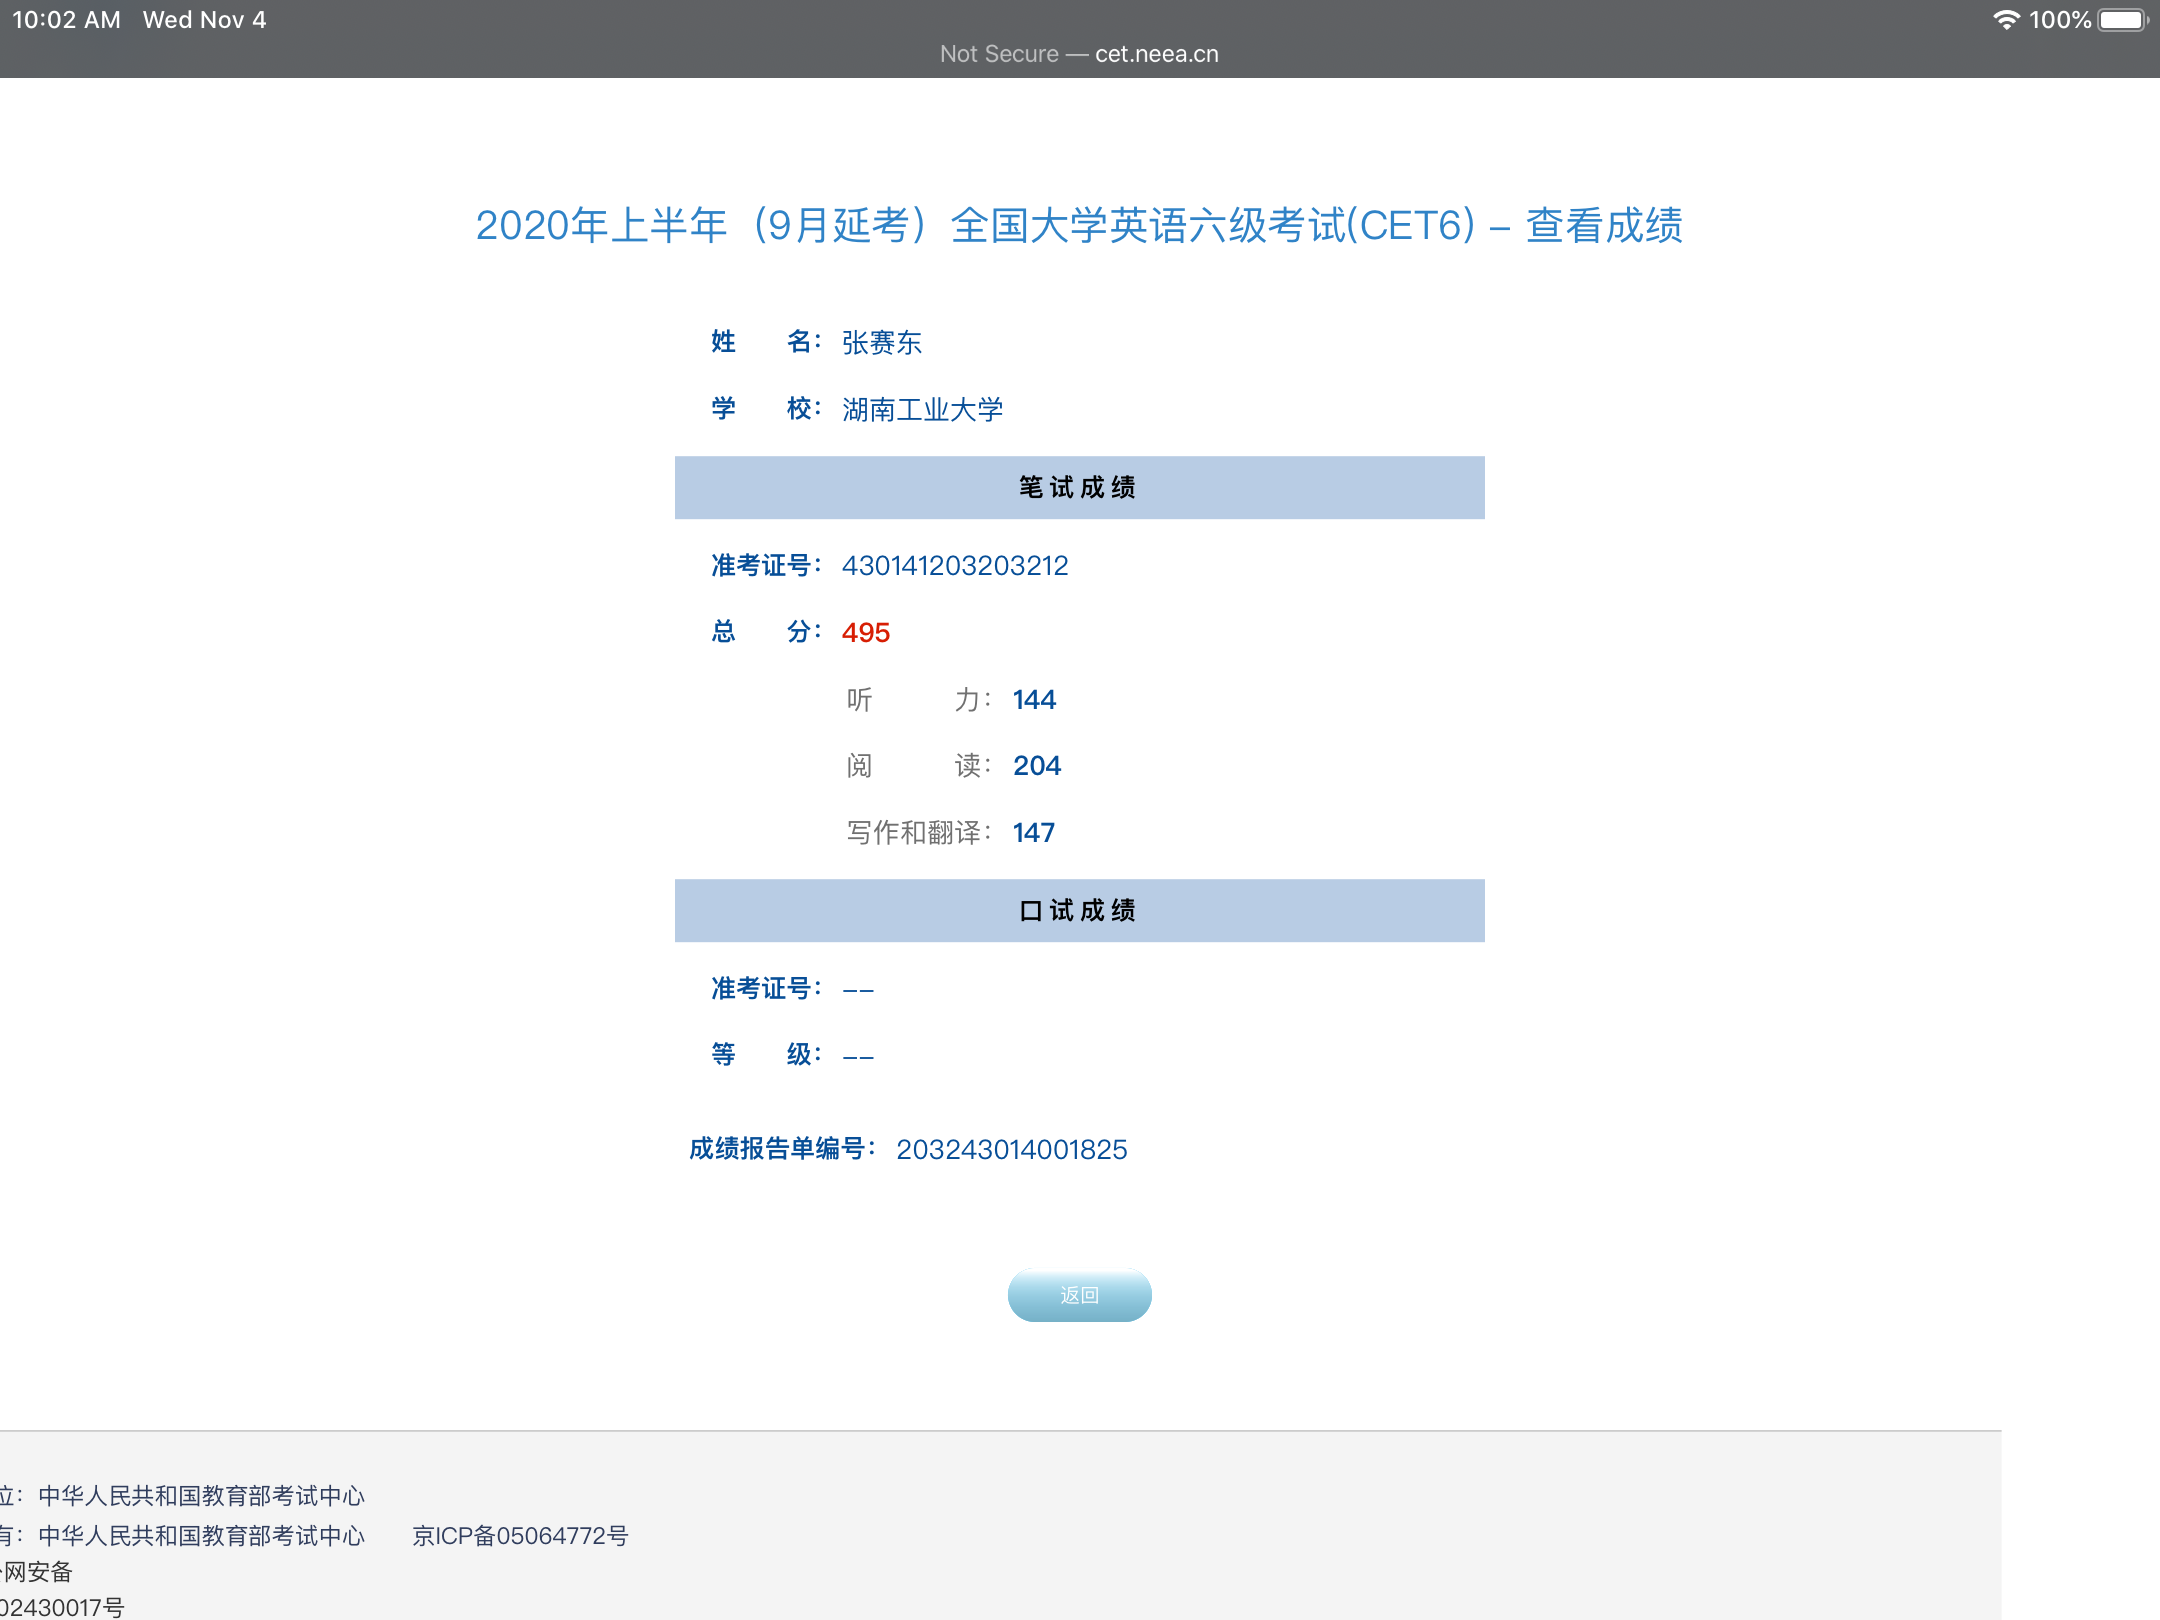 10:02 AM Wed Nov 4
100%
Not Secure — cet.neea.cn
2020年上半年（9月延考）全国大学英语六级考试(CET6) – 查看成绩
姓 名： 张赛东
学 校： 湖南工业大学
笔试成绩
准考证号： 430141203203212
总 分： 495
听 力： 144
阅 读： 204
写作和翻译： 147
口试成绩
准考证号： --
等 级： --
成绩报告单编号： 203243014001825
返回
位：中华人民共和国教育部考试中心
有：中华人民共和国教育部考试中心 京ICP备05064772号
网安备
02430017号